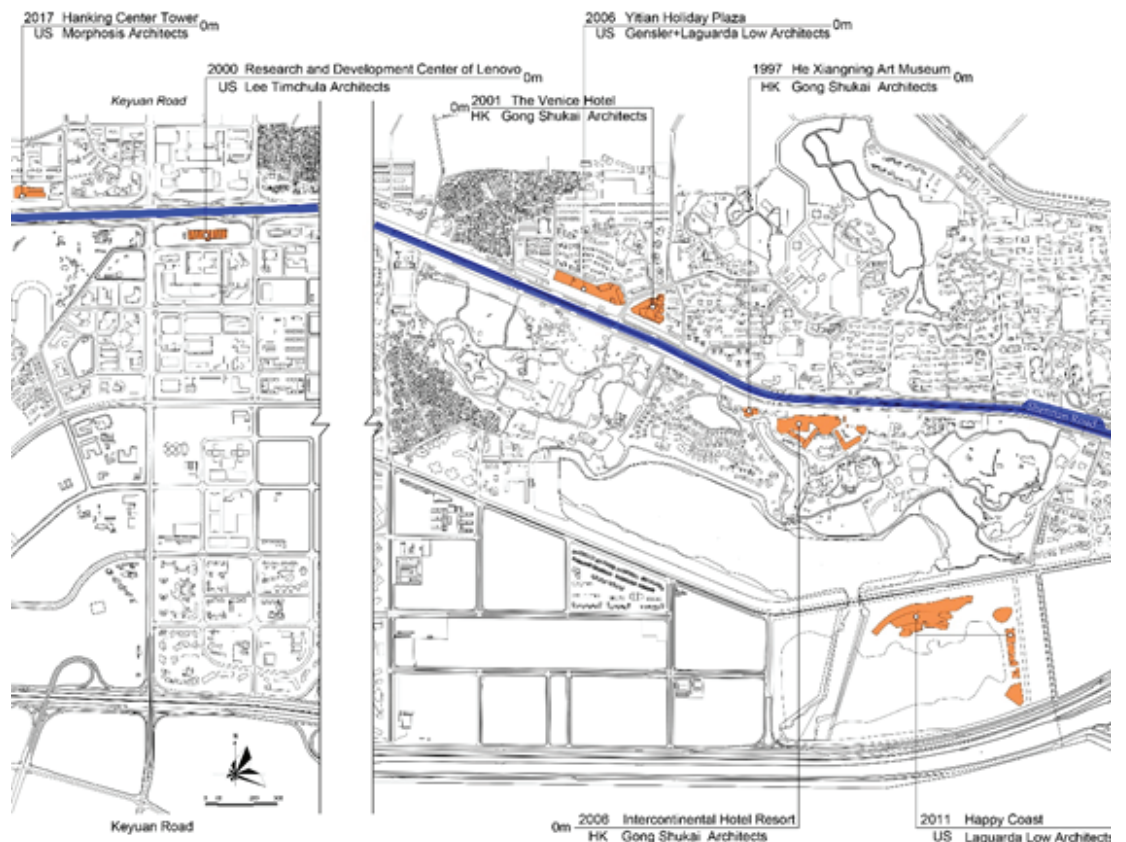 2017 Hanking Center Tower 0m
US Morphosis Architects
2006 Yitian Holiday Plaza 0m
US Gensler+Laguarda Low Architects
2000 Research and Development Center of Lenovo 0m
US Lee Timchula Architects
1997 He Xiangning Art Museum 0m
HK Gong Shukai Architects
Keyuan Road
0m 2001 The Venice Hotel
HK Gong Shukai Architects
Shennan Road
N
Keyuan Road
0m 2008 Intercontinental Hotel Resort
HK Gong Shukai Architects
2011 Happy Coast
US Laguarda Low Architects